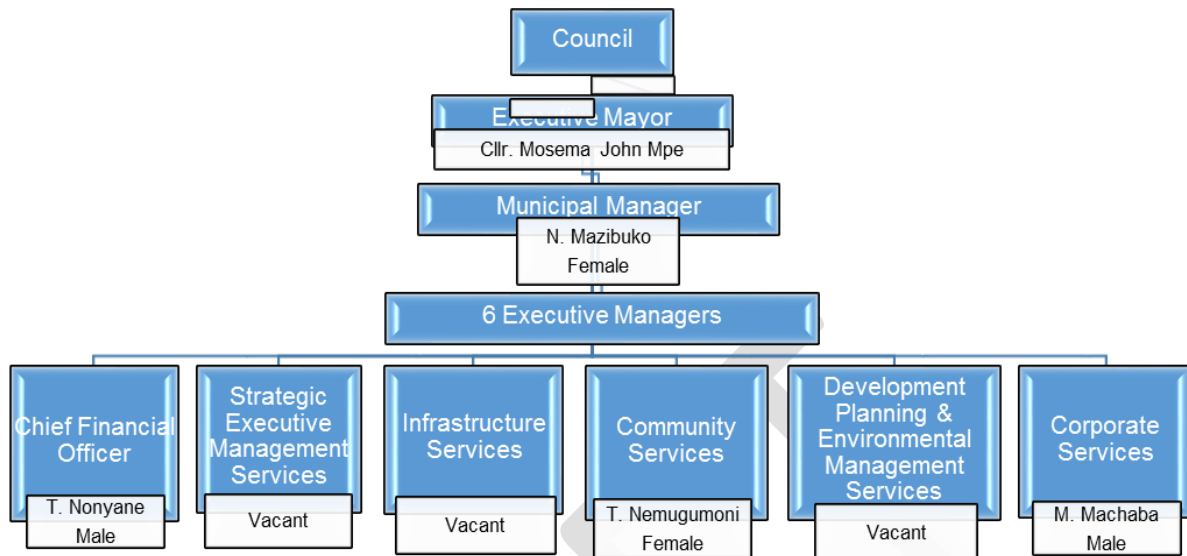 Council
Executive Mayor
Cllr. Mosema John Mpe
Municipal Manager
N. Mazibuko
Female
6 Executive Managers
Chief Financial
Officer
T. Nonyane
Male
Strategic
Executive
Management
Services
Vacant
Infrastructure
Services
Vacant
Community
Services
T. Nemugumoni
Female
Development
Planning &
Environmental
Management
Services
Vacant
Corporate
Services
M. Machaba
Male